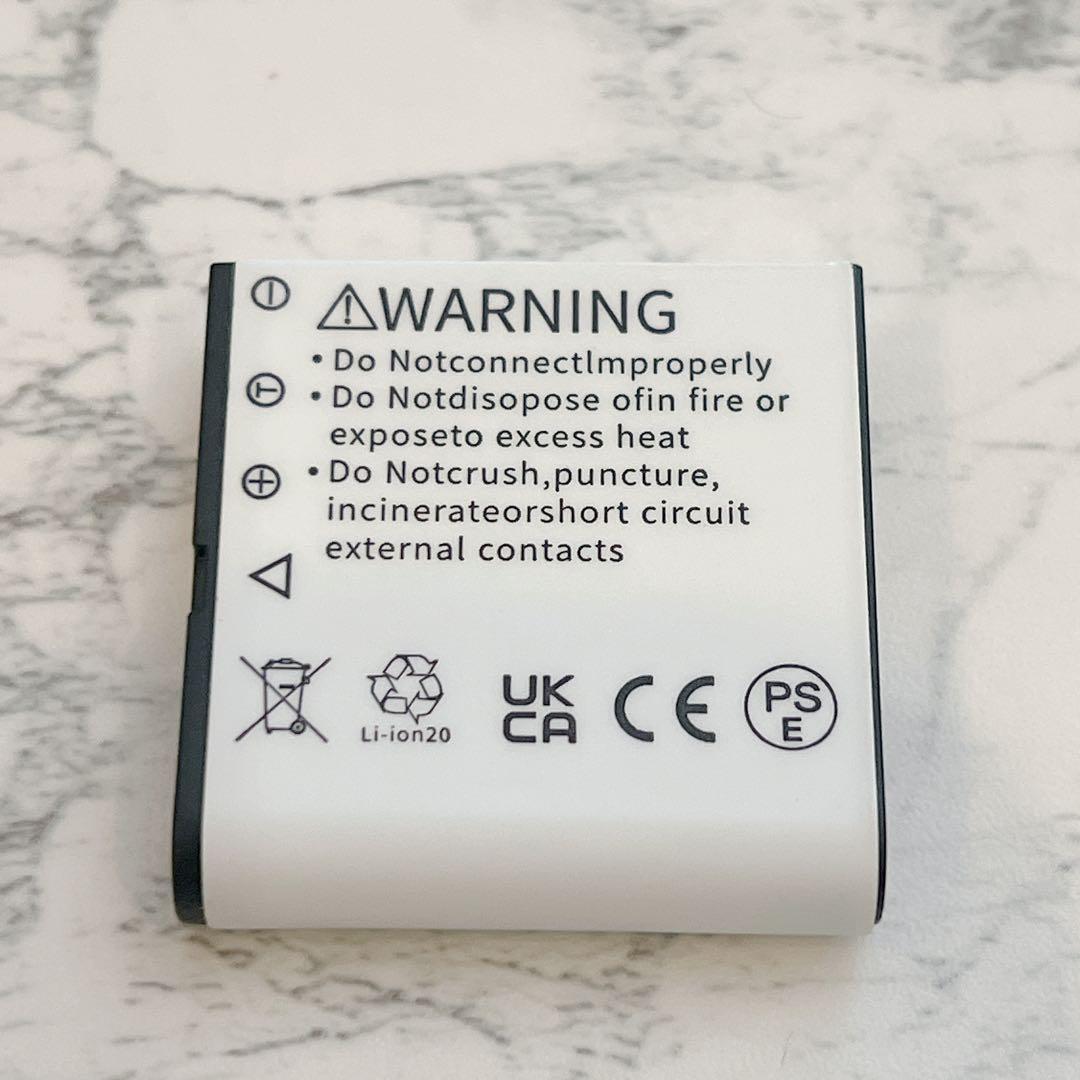 ⚠WARNING
• Do NotconnectImproperly
• Do Notdisopose ofin fire or
exposeto excess heat
• Do Notcrush,puncture,
incinerateorshort circuit
external contacts
T
Li-ion20
UK
CA
CE
PS
E